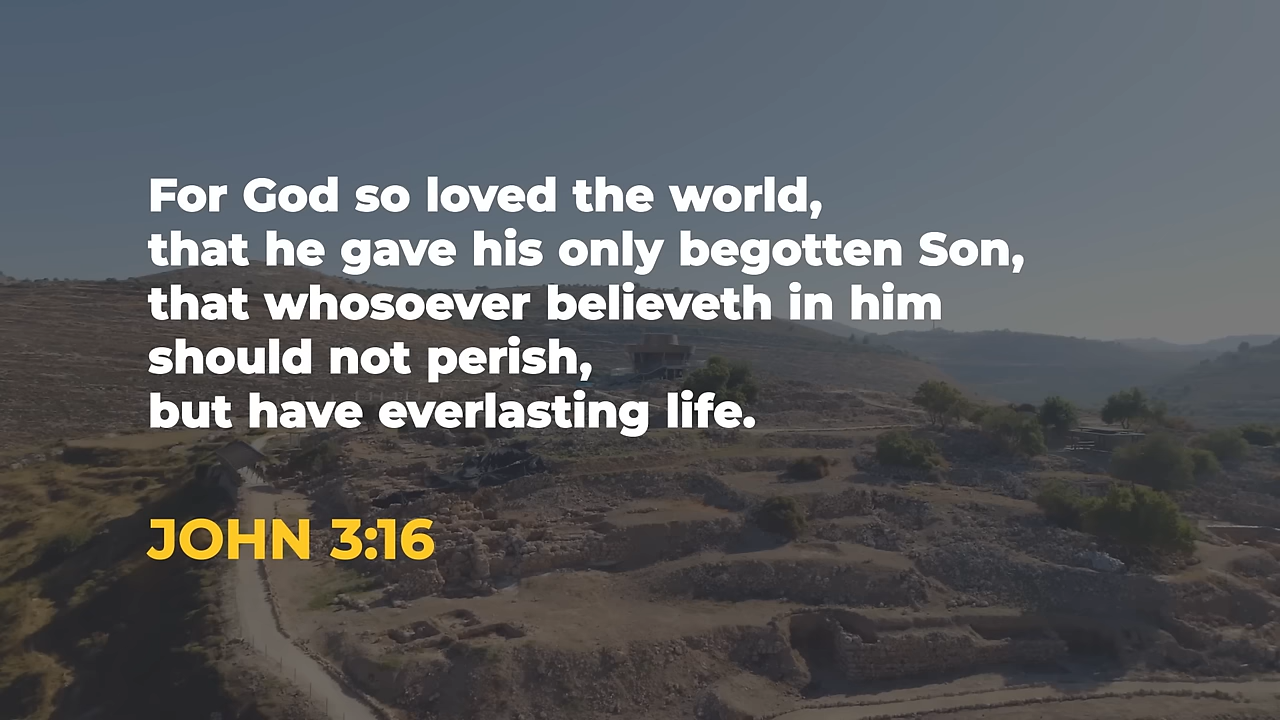 For God so loved the world,
that he gave his only begotten Son,
that whosoever believeth in him
should not perish,
but have everlasting life.
JOHN 3:16